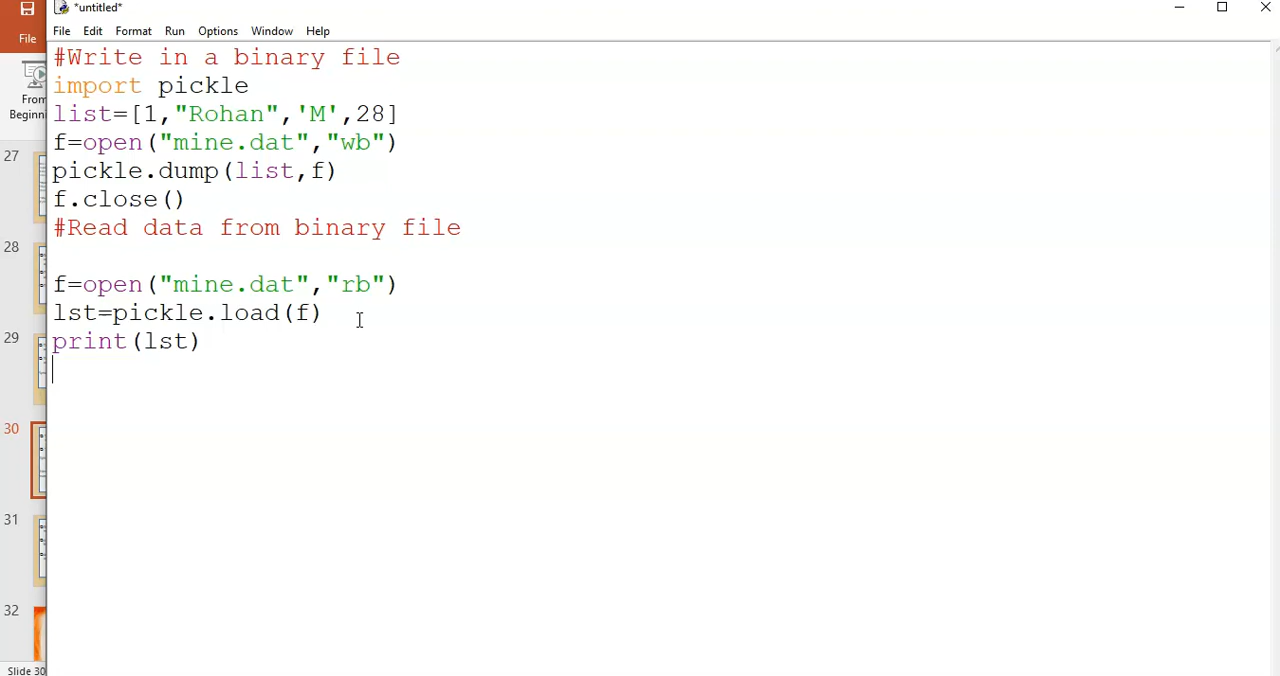 *untitled*
File
File Edit Format Run Options Window Help
#Write in a binary file
import pickle
list=[1,"Rohan",'M',28]
f=open("mine.dat","wb")
pickle.dump(list,f)
f.close()
#Read data from binary file
f=open("mine.dat","rb")
lst=pickle.load(f)
print(lst)
From
Beginn
27
28
29
30
31
32
Slide 30